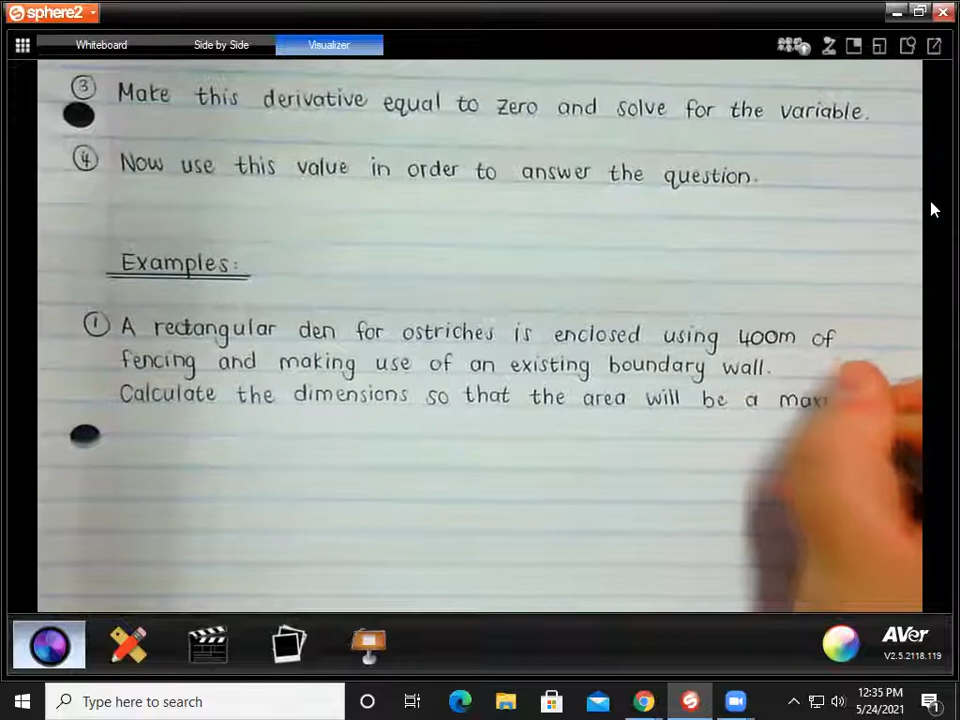 sphere2
Whiteboard Side by Side Visualizer
③ Make this derivative equal to zero and solve for the variable.
④ Now use this value in order to answer the question.
Examples:
① A rectangular den for ostriches is enclosed using 400m of
fencing and making use of an existing boundary wall.
Calculate the dimensions so that the area will be a
AVer
V2.5.2118.119
Type here to search
12:35 PM
5/24/2021
1